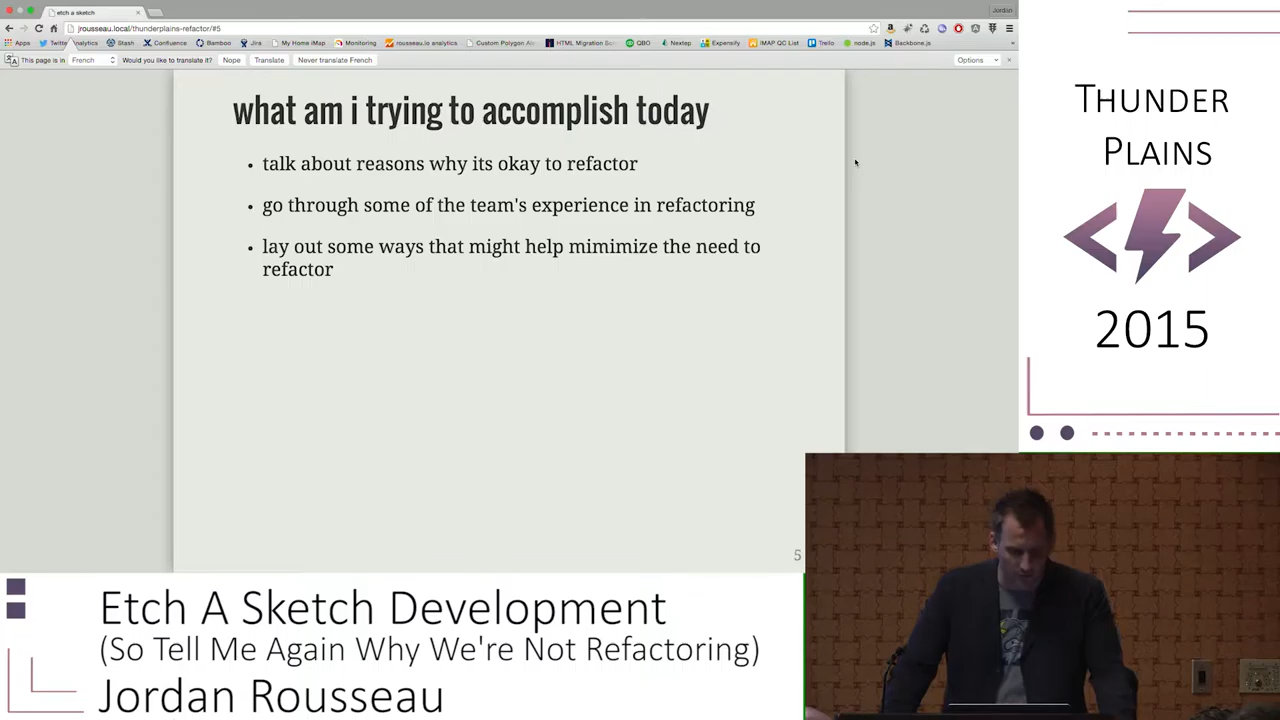 etch a sketch
Jordan
jrousseau.local/thunderplains-refactor/#5
Apps
Analytics
Stash
Confluence
Bamboo
Jira
My Home iMap
Monitoring
rousseau.io analytics
Custom Polygon
HTML Migration
QBO
Nextep
Expensify
IMAP QC List
Trello
node.js
Backbone.js
This page is in
French
Would you like to translate it?
Nope
Translate
Never translate French
Options
what am i trying to accomplish today
• talk about reasons why its okay to refactor
• go through some of the team's experience in refactoring
• lay out some ways that might help mimimize the need to
refactor
5
THUNDER
PLAINS
2015
Etch A Sketch Development
(So Tell Me Again Why We're Not Refactoring)
Jordan Rousseau